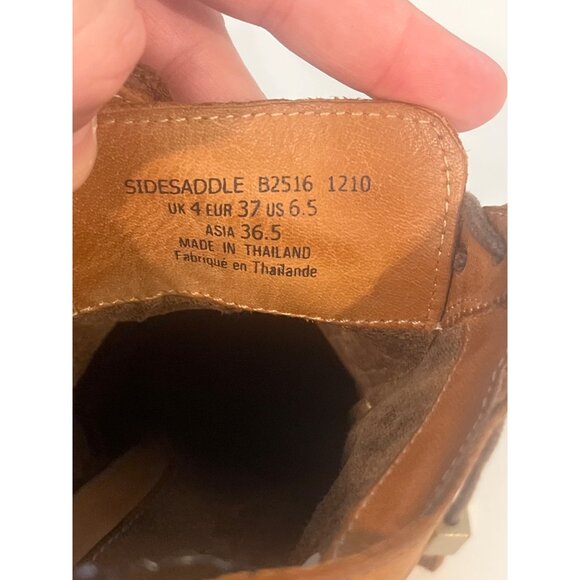 SIDESADDLE B2516 1210
UK 4 EUR 37 US 6.5
ASIA 36.5
MADE IN THAILAND
Fabriqué en Thaïlande